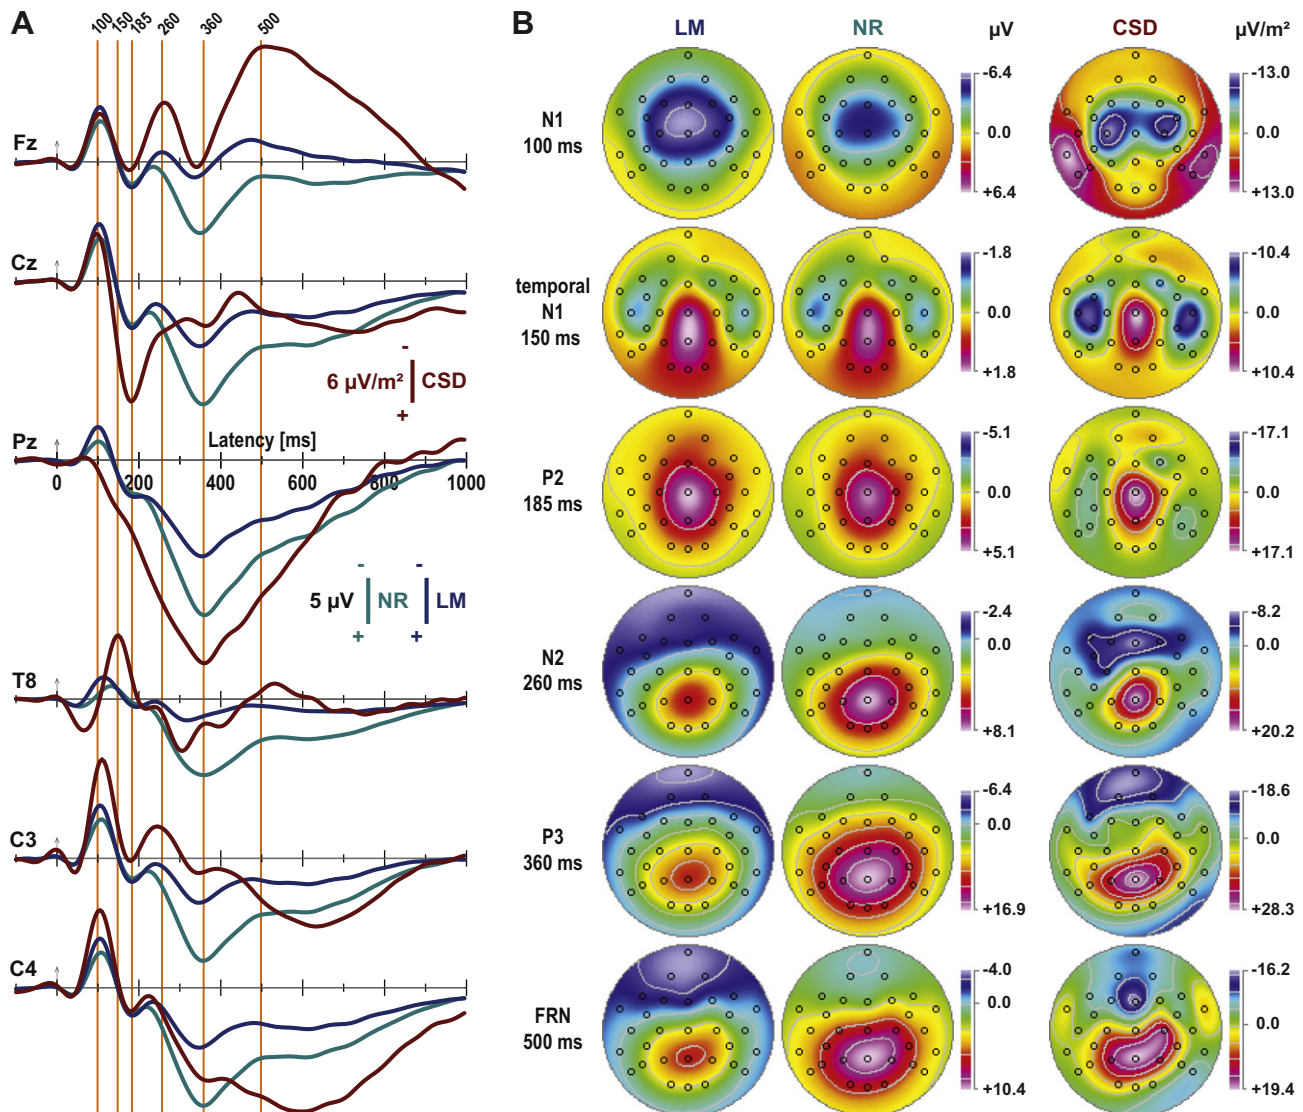 A
100 150 185 260 360 500
Fz
Cz
-
6 µV/m² CSD
+
Pz
Latency [ms]
0 200 400 600 800 1000
- -
5 µV NR LM
+ +
T8
C3
C4
B
LM NR µV CSD µV/m²
N1
100 ms
-6.4
0.0
+6.4
-13.0
0.0
+13.0
temporal
N1
150 ms
-1.8
0.0
+1.8
-10.4
0.0
+10.4
P2
185 ms
-5.1
0.0
+5.1
-17.1
0.0
+17.1
N2
260 ms
-2.4
0.0
+8.1
-8.2
0.0
+20.2
P3
360 ms
-6.4
0.0
+16.9
-18.6
0.0
+28.3
FRN
500 ms
-4.0
0.0
+10.4
-16.2
0.0
+19.4